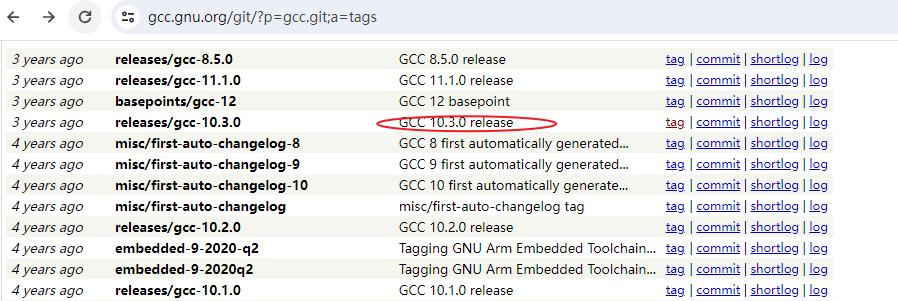 gcc.gnu.org/git/?p=gcc.git;a=tags
3 years ago releases/gcc-8.5.0 GCC 8.5.0 release tag | commit | shortlog | log
3 years ago releases/gcc-11.1.0 GCC 11.1.0 release tag | commit | shortlog | log
3 years ago basepoints/gcc-12 GCC 12 basepoint tag | commit | shortlog | log
3 years ago releases/gcc-10.3.0 GCC 10.3.0 release tag | commit | shortlog | log
4 years ago misc/first-auto-changelog-8 GCC 8 first automatically generated... tag | commit | shortlog | log
4 years ago misc/first-auto-changelog-9 GCC 9 first automatically generated... tag | commit | shortlog | log
4 years ago misc/first-auto-changelog-10 GCC 10 first automatically generate... tag | commit | shortlog | log
4 years ago misc/first-auto-changelog misc/first-auto-changelog tag tag | commit | shortlog | log
4 years ago releases/gcc-10.2.0 GCC 10.2.0 release tag | commit | shortlog | log
4 years ago embedded-9-2020-q2 Tagging GNU Arm Embedded Toolchain... tag | commit | shortlog | log
4 years ago embedded-9-2020q2 Tagging GNU Arm Embedded Toolchain... tag | commit | shortlog | log
4 years ago releases/gcc-10.1.0 GCC 10.1.0 release tag | commit | shortlog | log